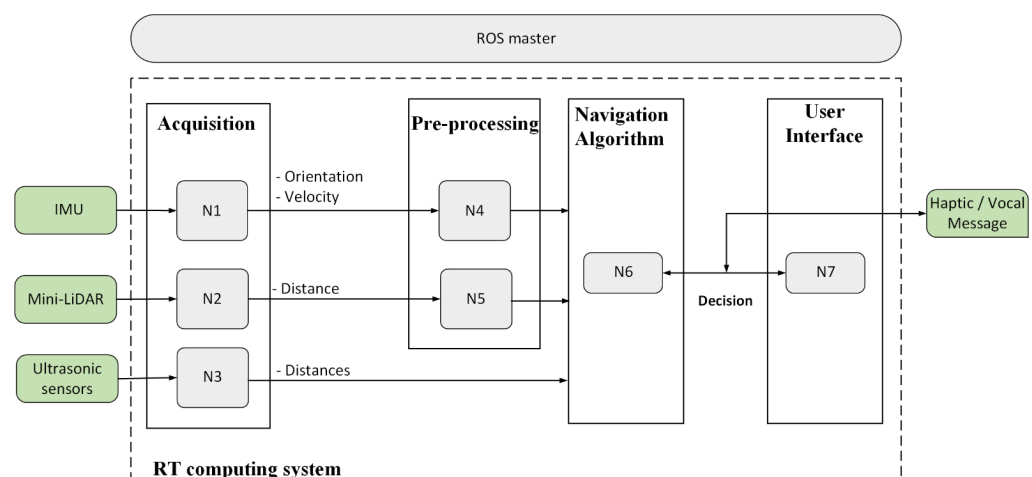 ROS master
Acquisition
Pre-processing
Navigation
Algorithm
User
Interface
- Orientation
- Velocity
IMU
N1
N4
Haptic / Vocal
Message
Mini-LiDAR
N2
- Distance
N5
N6
Decision
N7
Ultrasonic
sensors
N3
- Distances
RT computing system